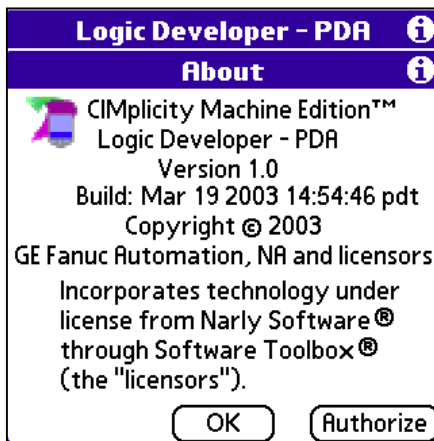 Logic Developer - PDA
About
CIMplicity Machine Edition™
Logic Developer - PDA
Version 1.0
Build: Mar 19 2003 14:54:46 pdt
Copyright © 2003
GE Fanuc Automation, NA and licensors
Incorporates technology under
license from Narly Software®
through Software Toolbox®
(the "licensors").
OK Authorize